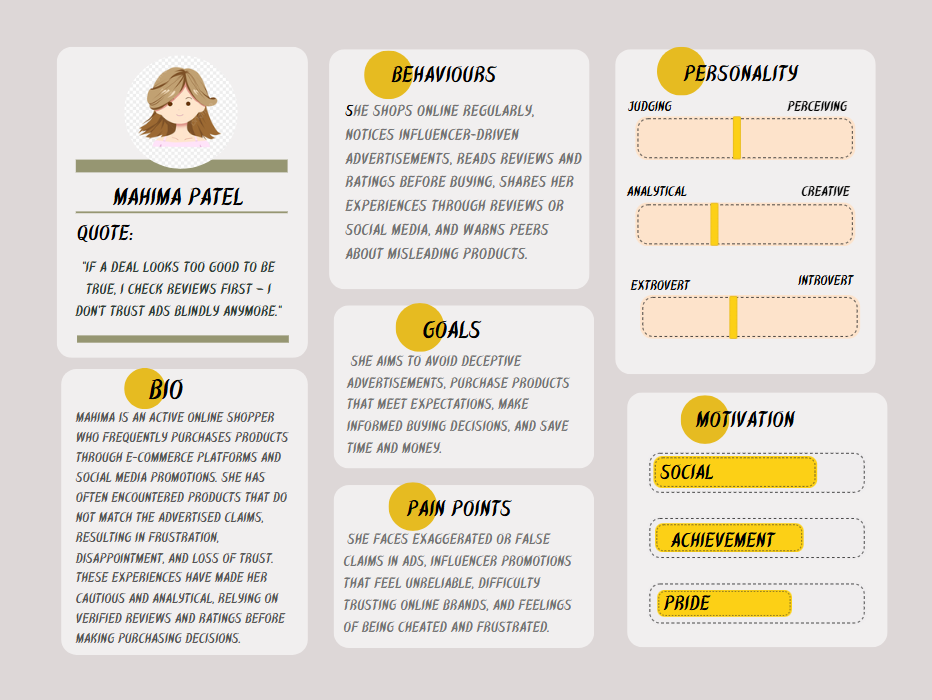 MAHIMA PATEL
QUOTE:
"IF A DEAL LOOKS TOO GOOD TO BE
TRUE, I CHECK REVIEWS FIRST – I
DON'T TRUST ADS BLINDLY ANYMORE."
BIO
MAHIMA IS AN ACTIVE ONLINE SHOPPER
WHO FREQUENTLY PURCHASES PRODUCTS
THROUGH E-COMMERCE PLATFORMS AND
SOCIAL MEDIA PROMOTIONS. SHE HAS
OFTEN ENCOUNTERED PRODUCTS THAT DO
NOT MATCH THE ADVERTISED CLAIMS,
RESULTING IN FRUSTRATION,
DISAPPOINTMENT, AND LOSS OF TRUST.
THESE EXPERIENCES HAVE MADE HER
CAUTIOUS AND ANALYTICAL, RELYING ON
VERIFIED REVIEWS AND RATINGS BEFORE
MAKING PURCHASING DECISIONS.
BEHAVIOURS
SHE SHOPS ONLINE REGULARLY,
NOTICES INFLUENCER-DRIVEN
ADVERTISEMENTS, READS REVIEWS AND
RATINGS BEFORE BUYING, SHARES HER
EXPERIENCES THROUGH REVIEWS OR
SOCIAL MEDIA, AND WARNS PEERS
ABOUT MISLEADING PRODUCTS.
GOALS
SHE AIMS TO AVOID DECEPTIVE
ADVERTISEMENTS, PURCHASE PRODUCTS
THAT MEET EXPECTATIONS, MAKE
INFORMED BUYING DECISIONS, AND SAVE
TIME AND MONEY.
PAIN POINTS
SHE FACES EXAGGERATED OR FALSE
CLAIMS IN ADS, INFLUENCER PROMOTIONS
THAT FEEL UNRELIABLE, DIFFICULTY
TRUSTING ONLINE BRANDS, AND FEELINGS
OF BEING CHEATED AND FRUSTRATED.
PERSONALITY
JUDGING PERCEIVING
ANALYTICAL CREATIVE
EXTROVERT INTROVERT
MOTIVATION
SOCIAL
ACHIEVEMENT
PRIDE